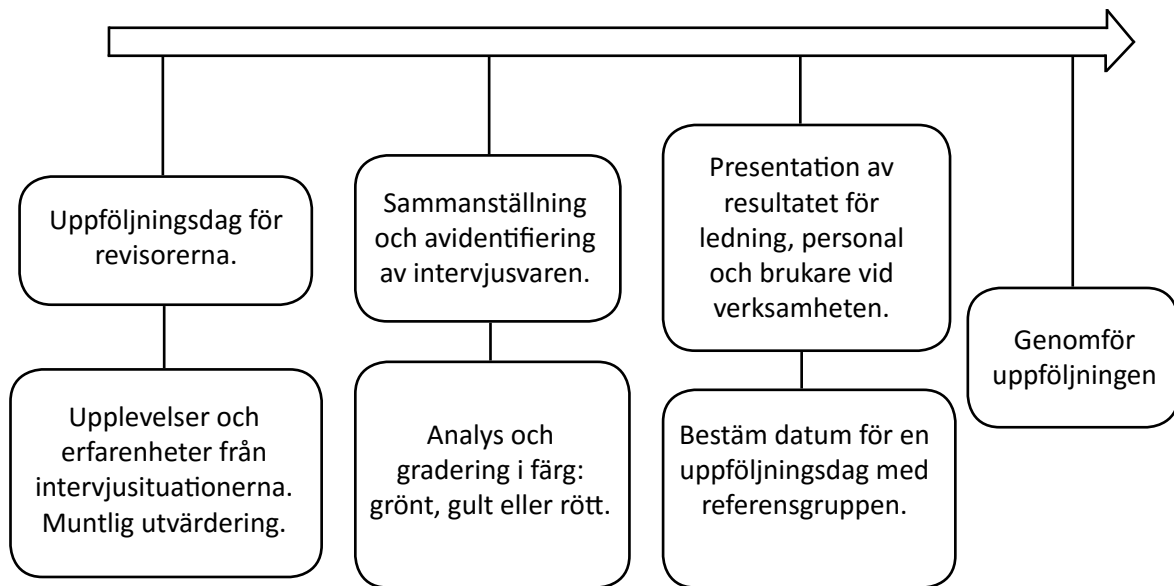 Uppföljningsdag för
revisorerna.
Upplevelser och
erfarenheter från
intervjusituationerna.
Muntlig utvärdering.
Sammanställning
och avidentifiering
av intervjusvaren.
Analys och
gradering i färg:
grönt, gult eller rött.
Presentation av
resultatet för
ledning, personal
och brukare vid
verksamheten.
Bestäm datum för en
uppföljningsdag med
referensgruppen.
Genomför
uppföljningen